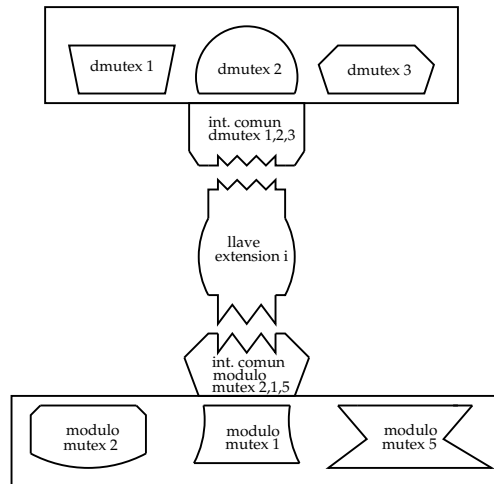 dmutex 1
dmutex 2
dmutex 3
int. comun
dmutex 1,2,3
llave
extension i
int. comun
modulo
mutex 2,1,5
modulo
mutex 2
modulo
mutex 1
modulo
mutex 5